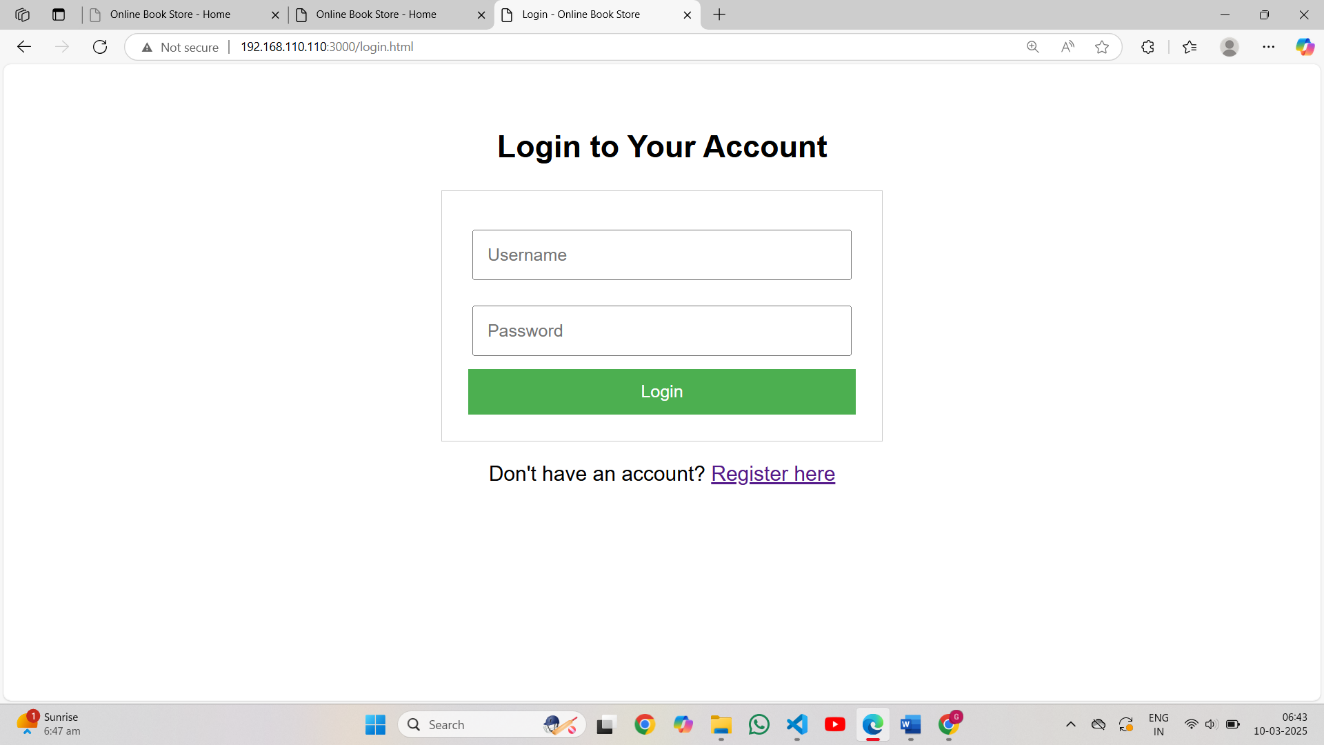 Online Book Store - Home
Online Book Store - Home
Login - Online Book Store
Not secure
192.168.110.110:3000/login.html
Login to Your Account
Username
Password
Login
Don't have an account? Register here
1
Sunrise
6:47 am
Search
G
ENG
IN
06:43
10-03-2025